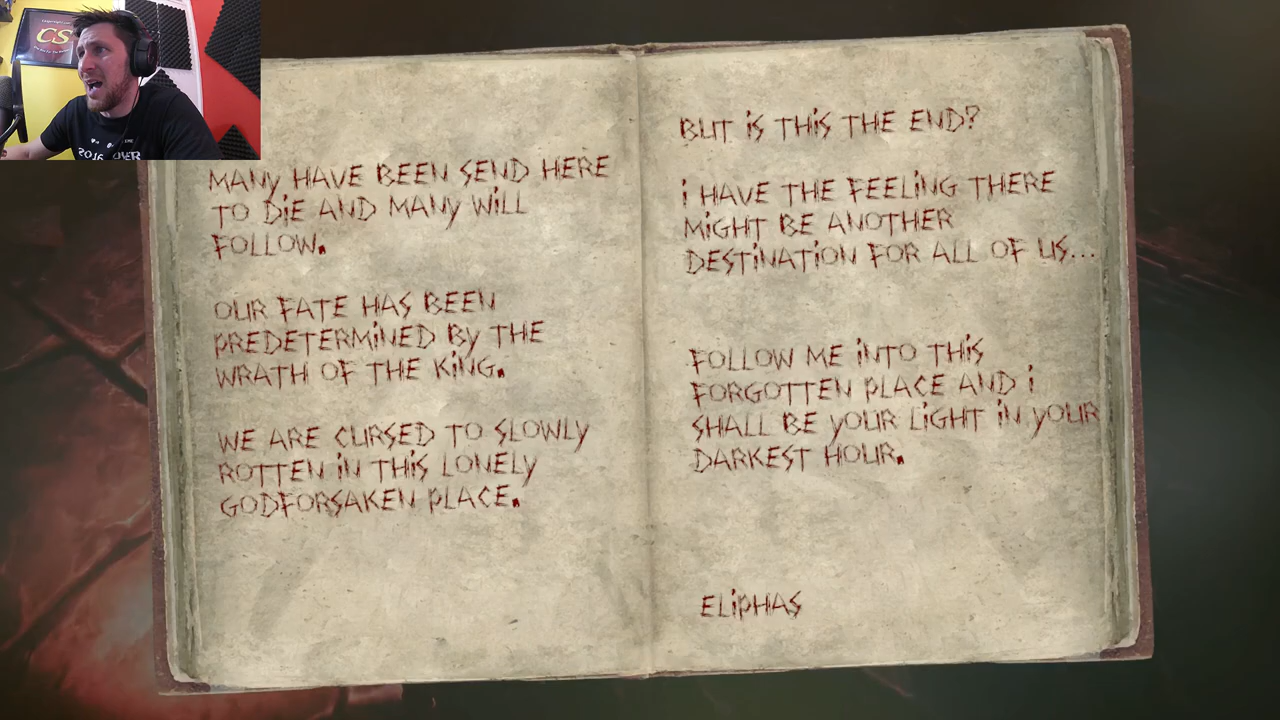 CS
2016
MANY HAVE BEEN SEND HERE
TO DiE AND MANY WiLL
FOLLOW.
OUR FATE HAS BEEN
PREDETERMiNED BY THE
WRATH OF THE KiNG.
WE ARE CURSED TO SLOWLY
ROTTEN iN THiS LONELY
GODFORSAKEN PLACE.
BUT iS THiS THE END?
i HAVE THE FEELiNG THERE
MiGHT BE ANOTHER
DESTiNATiON FOR ALL OF US...
FOLLOW ME iNTO THiS
FORGOTTEN PLACE AND i
SHALL BE YOUR LiGHT iN YOUR
DARKEST HOUR.
ELiPHAS